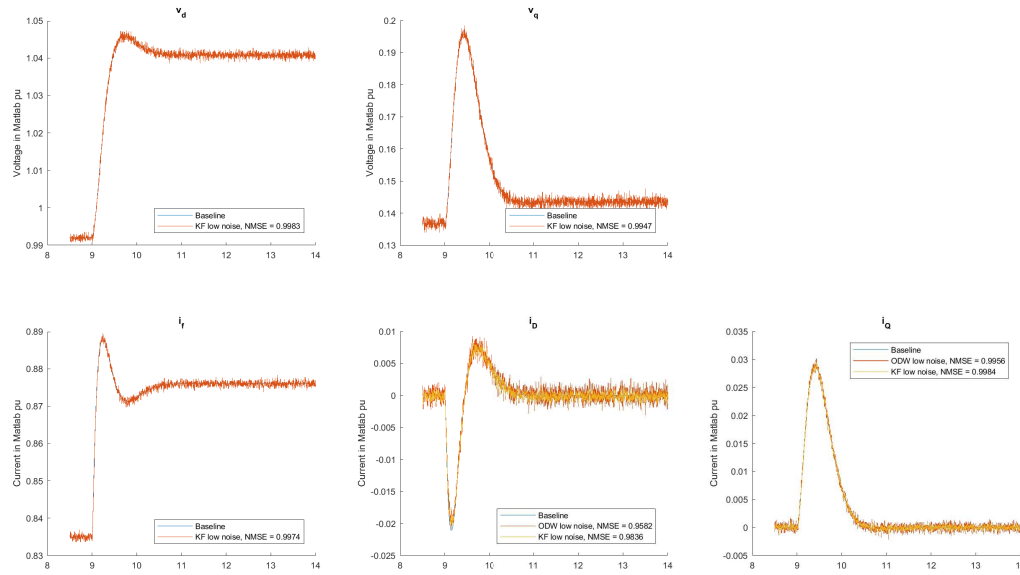 v_d
1.05
1.04
1.03
1.02
1.01
1
0.99
Voltage in Matlab pu
Baseline
KF low noise, NMSE = 0.9983
8 9 10 11 12 13 14
v_q
0.2
0.19
0.18
0.17
0.16
0.15
0.14
0.13
Voltage in Matlab pu
Baseline
KF low noise, NMSE = 0.9947
8 9 10 11 12 13 14
i_f
0.89
0.88
0.87
0.86
0.85
0.84
0.83
Current in Matlab pu
Baseline
KF low noise, NMSE = 0.9974
8 9 10 11 12 13 14
i_D
0.01
0.005
0
-0.005
-0.01
-0.015
-0.02
-0.025
Current in Matlab pu
Baseline
ODW low noise, NMSE = 0.9582
KF low noise, NMSE = 0.9836
8 9 10 11 12 13 14
i_Q
0.035
0.03
0.025
0.02
0.015
0.01
0.005
0
-0.005
Current in Matlab pu
Baseline
ODW low noise, NMSE = 0.9956
KF low noise, NMSE = 0.9984
8 9 10 11 12 13